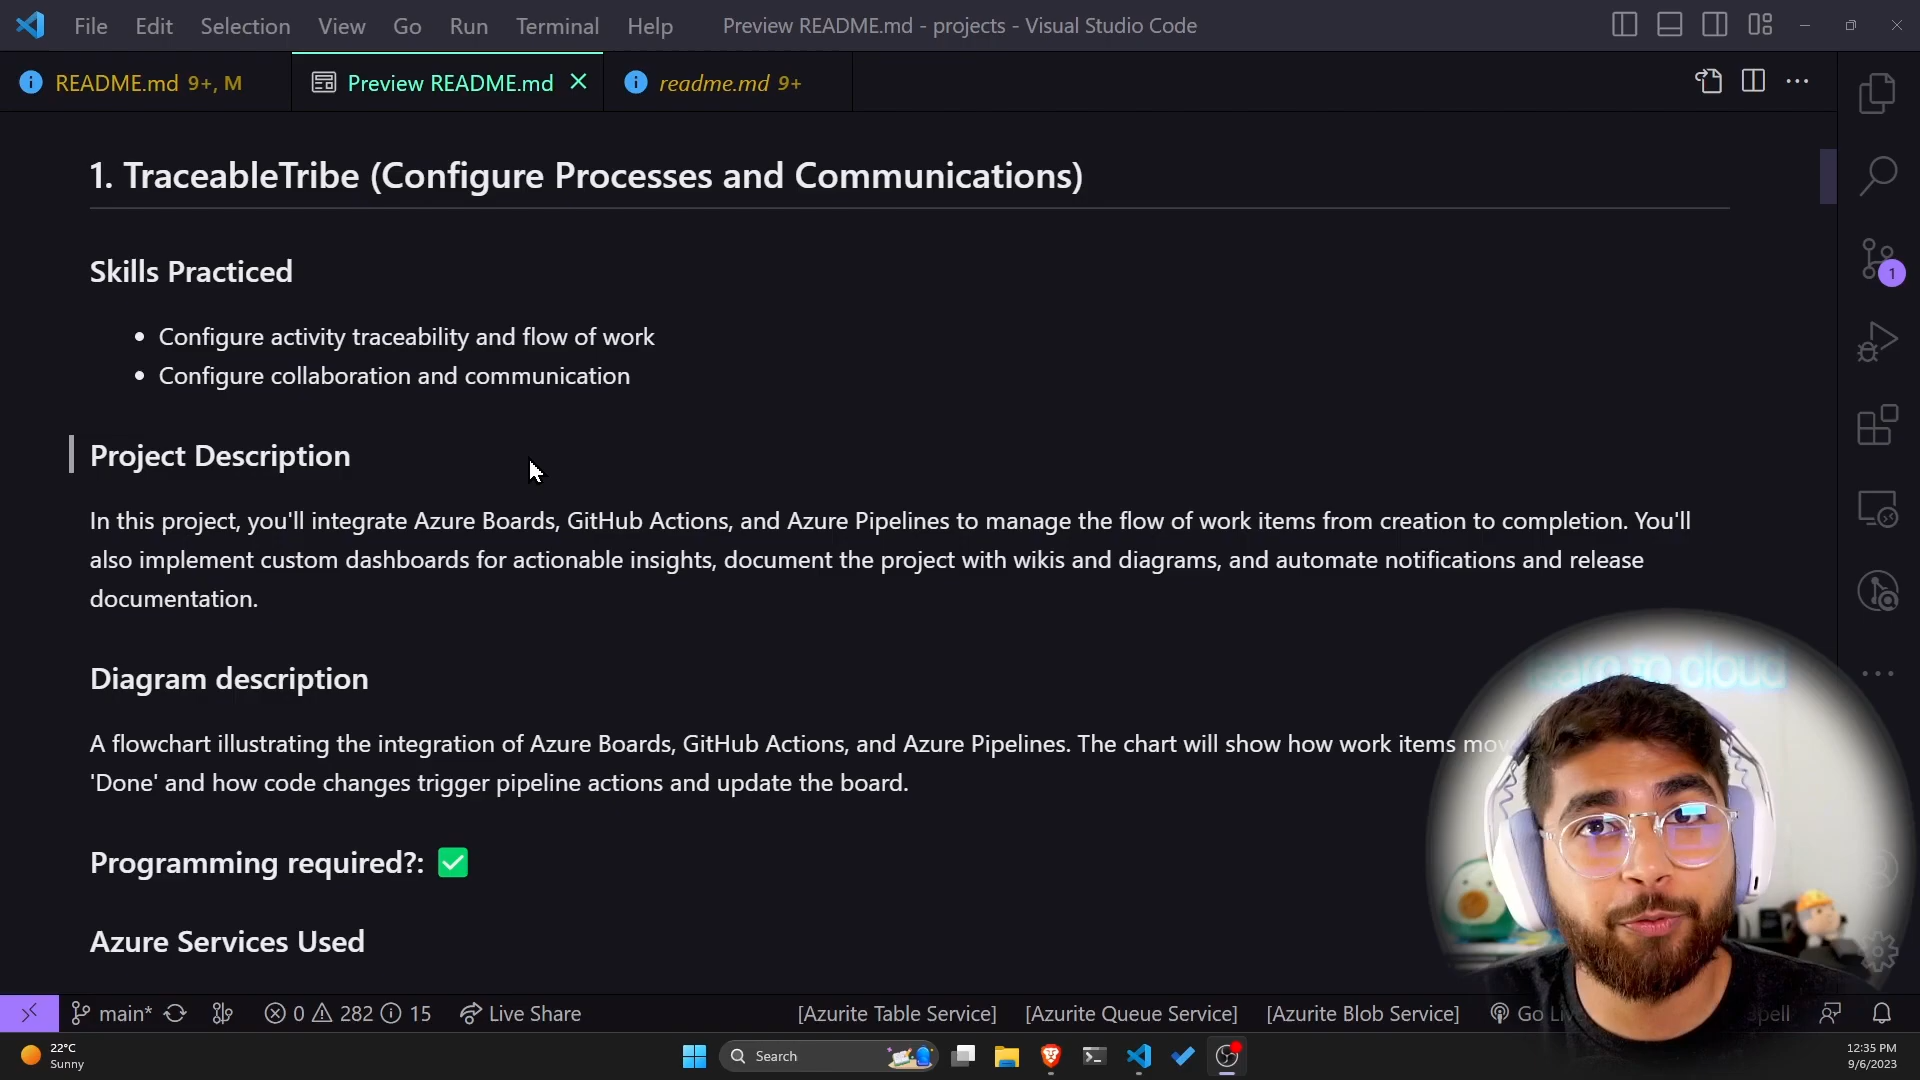 File Edit Selection View Go Run Terminal Help Preview README.md - projects - Visual Studio Code
README.md 9+, M Preview README.md readme.md 9+
1. TraceableTribe (Configure Processes and Communications)
Skills Practiced
• Configure activity traceability and flow of work
• Configure collaboration and communication
1
Project Description
In this project, you'll integrate Azure Boards, GitHub Actions, and Azure Pipelines to manage the flow of work items from creation to completion. You'll
also implement custom dashboards for actionable insights, document the project with wikis and diagrams, and automate notifications and release
documentation.
Diagram description
to cloud
A flowchart illustrating the integration of Azure Boards, GitHub Actions, and Azure Pipelines. The chart will show how work items
'Done' and how code changes trigger pipeline actions and update the board.
Programming required?: ✅
Azure Services Used
main* 0 282 15 Live Share [Azurite Table Service] [Azurite Queue Service] [Azurite Blob Service] Go
22°C
Sunny
Search
12:35 PM
9/6/2023